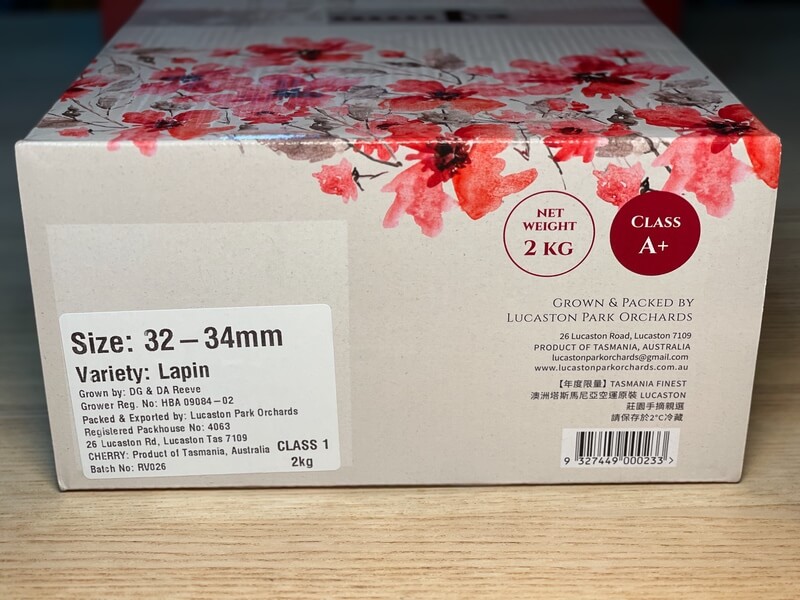 NET
WEIGHT
2 KG
CLASS
A+
GROWN & PACKED BY
LUCASTON PARK ORCHARDS
26 Lucaston Road, Lucaston 7109
PRODUCT OF TASMANIA, AUSTRALIA
lucastonparkorchards@gmail.com
www.lucastonparkorchards.com.au
【年度限量】TASMANIA FINEST
澳洲塔斯馬尼亞空運原裝 LUCASTON
莊園手摘親選
請保存於2°C冷藏
9 327449 000233 >
Size: 32 – 34mm
Variety: Lapin
Grown by: DG & DA Reeve
Grower Reg. No: HBA 09084-02
Packed & Exported by: Lucaston Park Orchards
Registered Packhouse No: 4063
26 Lucaston Rd, Lucaston Tas 7109
CHERRY: Product of Tasmania, Australia
Batch No: RV026
CLASS 1
2kg